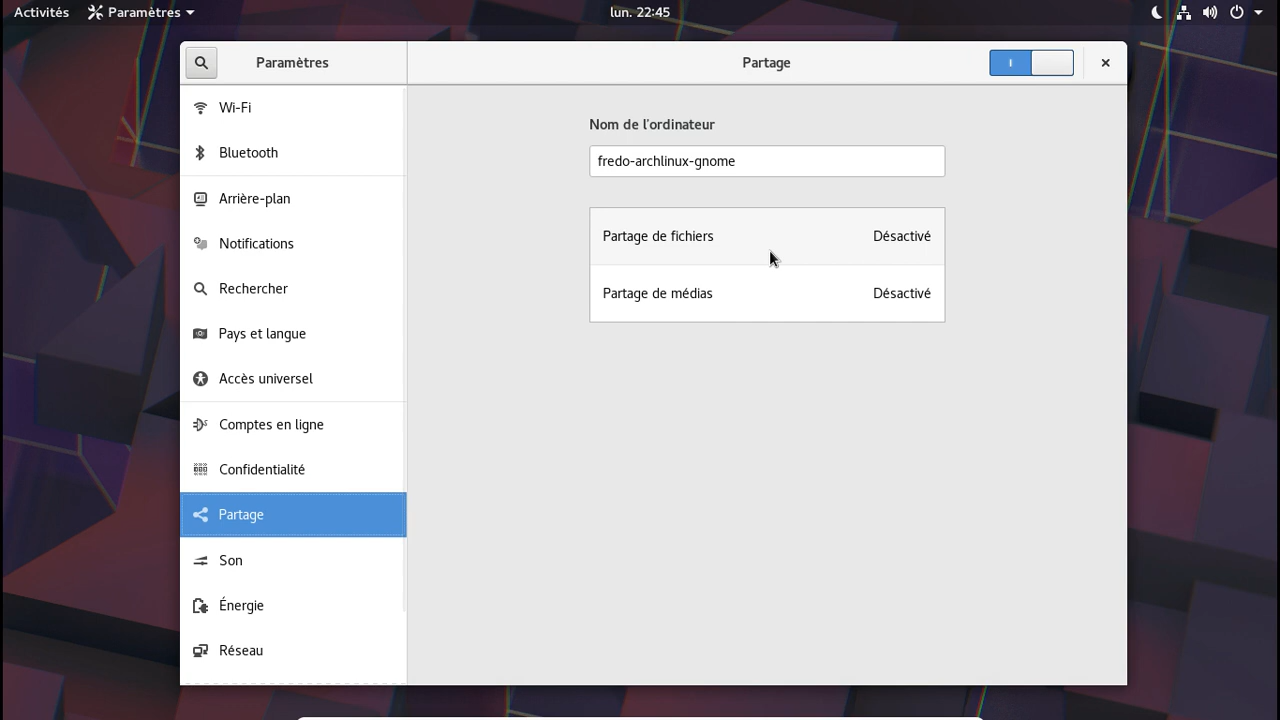 Activités
Paramètres
lun. 22:45
Paramètres
Partage
Wi-Fi
Bluetooth
Arrière-plan
Notifications
Rechercher
Pays et langue
Accès universel
Comptes en ligne
Confidentialité
Partage
Son
Énergie
Réseau
Nom de l'ordinateur
fredo-archlinux-gnome
Partage de fichiers Désactivé
Partage de médias Désactivé